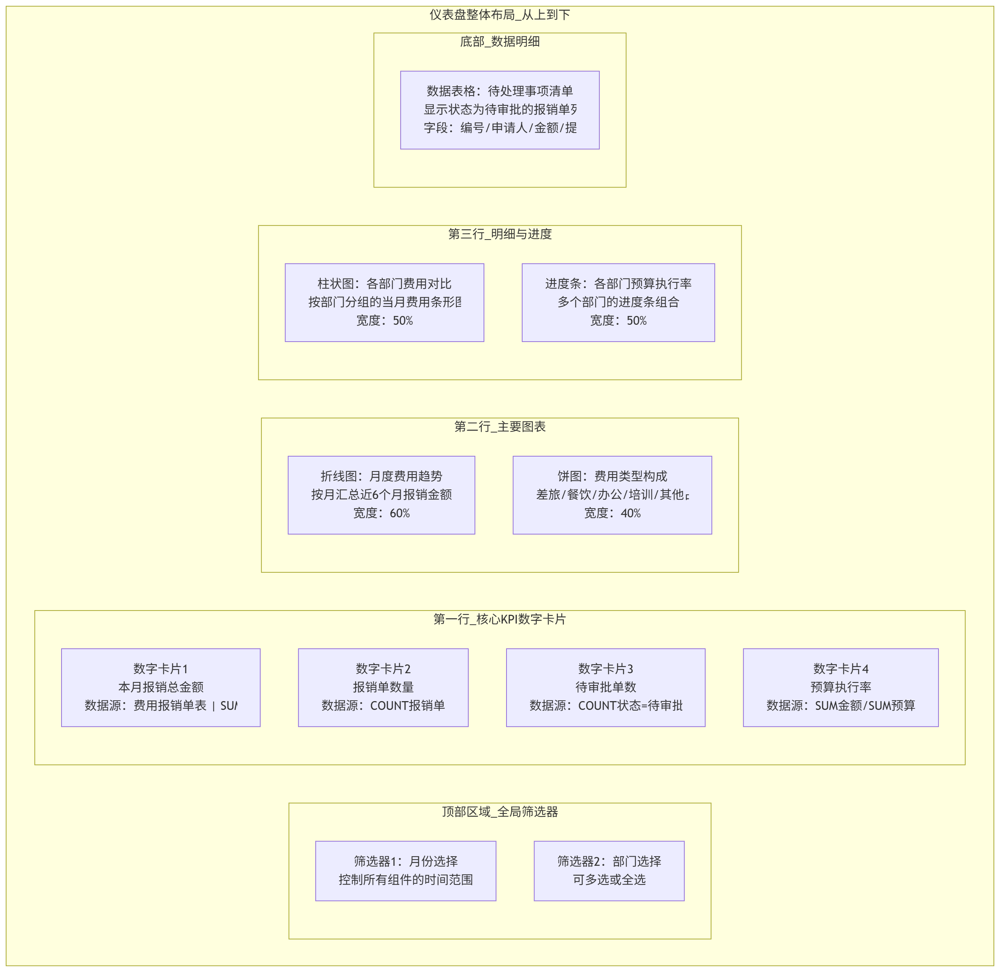 仪表盘整体布局_从上到下
底部_数据明细
数据表格：待处理事项清单
显示状态为待审批的报销单
字段：编号/申请人/金额/提
第三行_明细与进度
柱状图：各部门费用对比
按部门分组的当月费用条形图
宽度：50%
进度条：各部门预算执行率
多个部门的进度条组合
宽度：50%
第二行_主要图表
折线图：月度费用趋势
按月汇总近6个月报销金额
宽度：60%
饼图：费用类型构成
差旅/餐饮/办公/培训/其他
宽度：40%
第一行_核心KPI数字卡片
数字卡片1
本月报销总金额
数据源：费用报销单表 | SUM
数字卡片2
报销单数量
数据源：COUNT报销单
数字卡片3
待审批单数
数据源：COUNT状态=待审批
数字卡片4
预算执行率
数据源：SUM金额/SUM预算
顶部区域_全局筛选器
筛选器1：月份选择
控制所有组件的时间范围
筛选器2：部门选择
可多选或全选